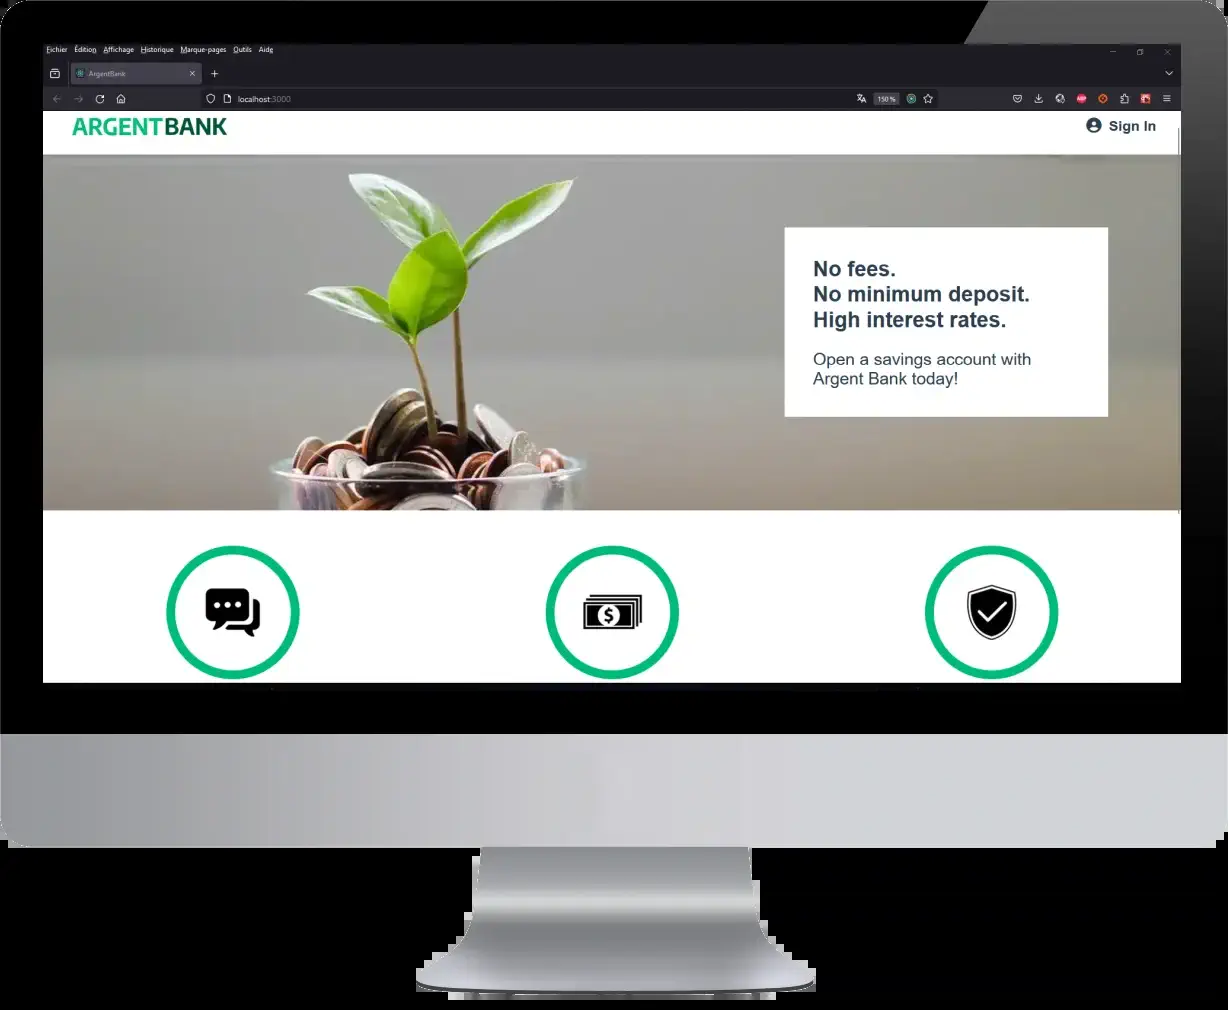 Fichier Édition Affichage Historique Marque-pages Outils Aide
ArgentBank
localhost:3000
150 %
ARGENTBANK
Sign In
No fees.
No minimum deposit.
High interest rates.
Open a savings account with
Argent Bank today!